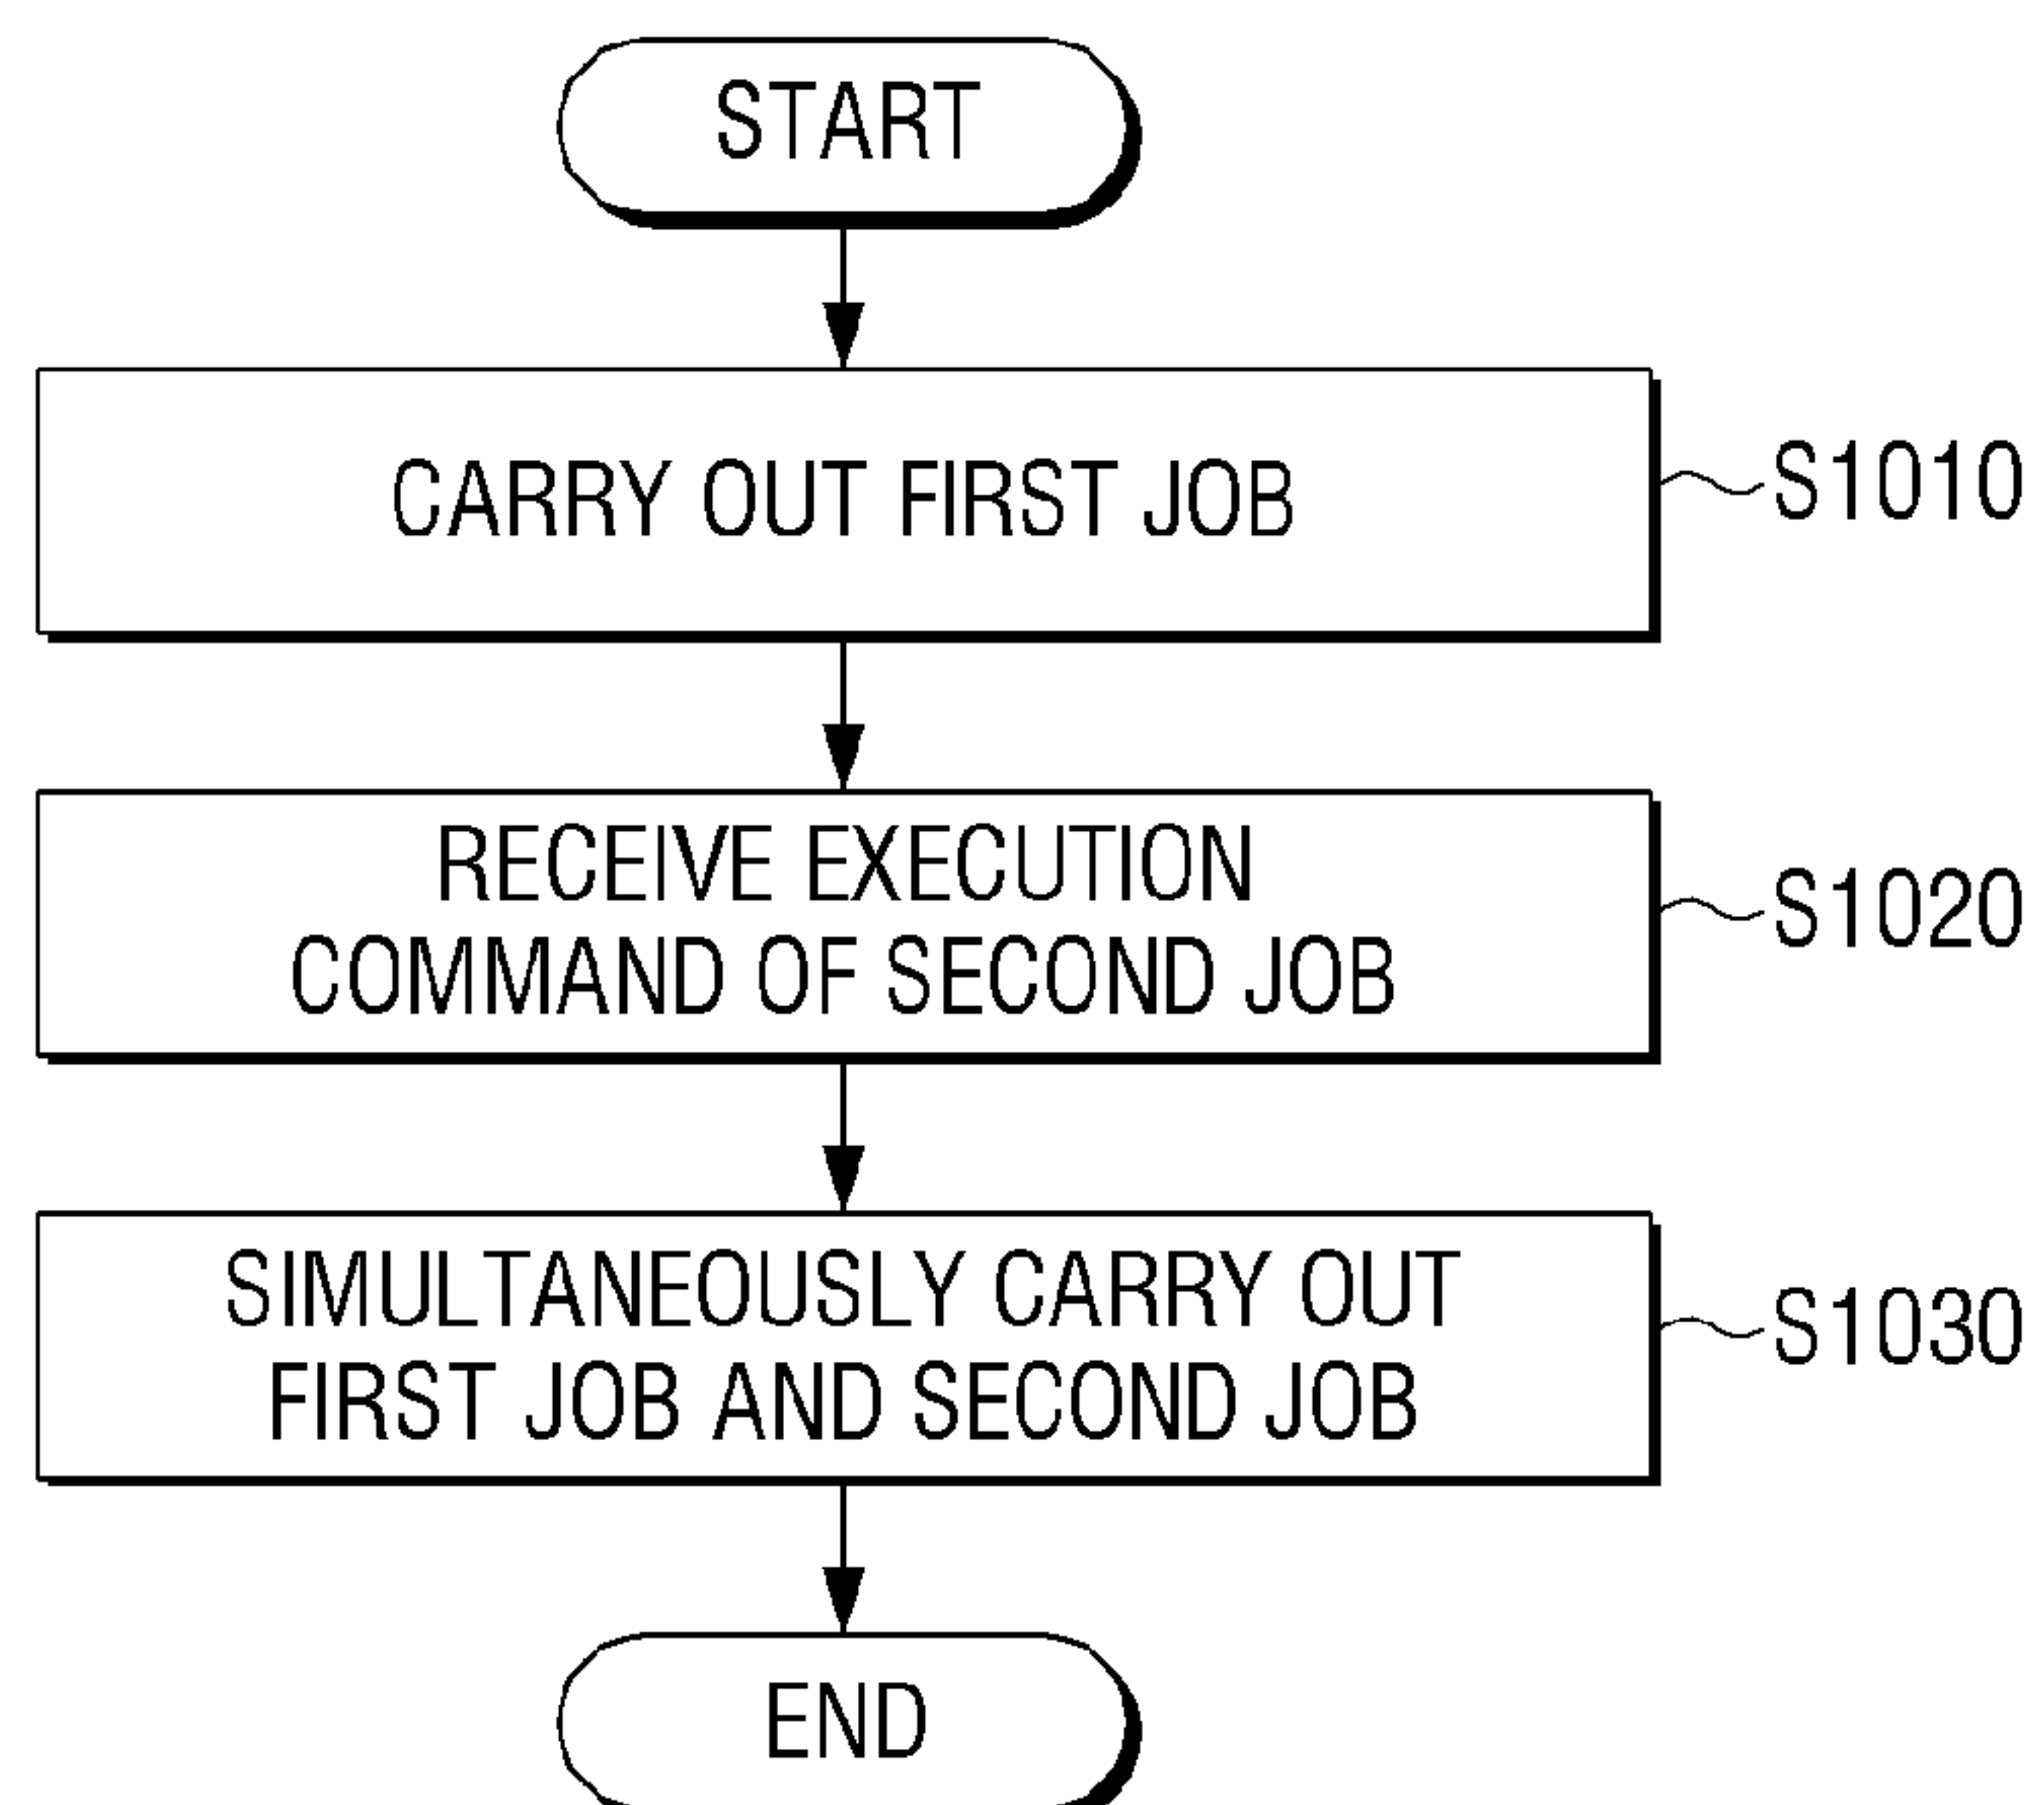 START
CARRY OUT FIRST JOB
S1010
RECEIVE EXECUTION
COMMAND OF SECOND JOB
S1020
SIMULTANEOUSLY CARRY OUT
FIRST JOB AND SECOND JOB
S1030
END